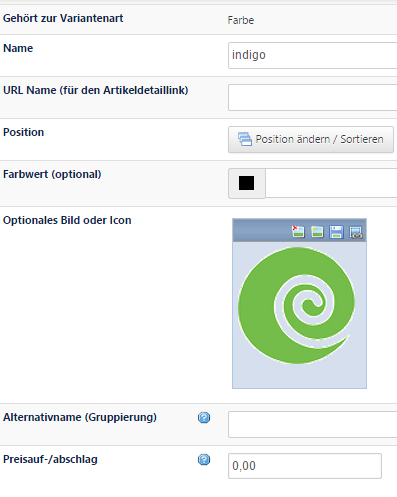 Gehört zur Variantenart Farbe
Name indigo
URL Name (für den Artikeldetaillink)
Position Position ändern / Sortieren
Farbwert (optional)
Optionales Bild oder Icon
Alternativname (Gruppierung) ?
Preisauf-/abschlag ? 0,00